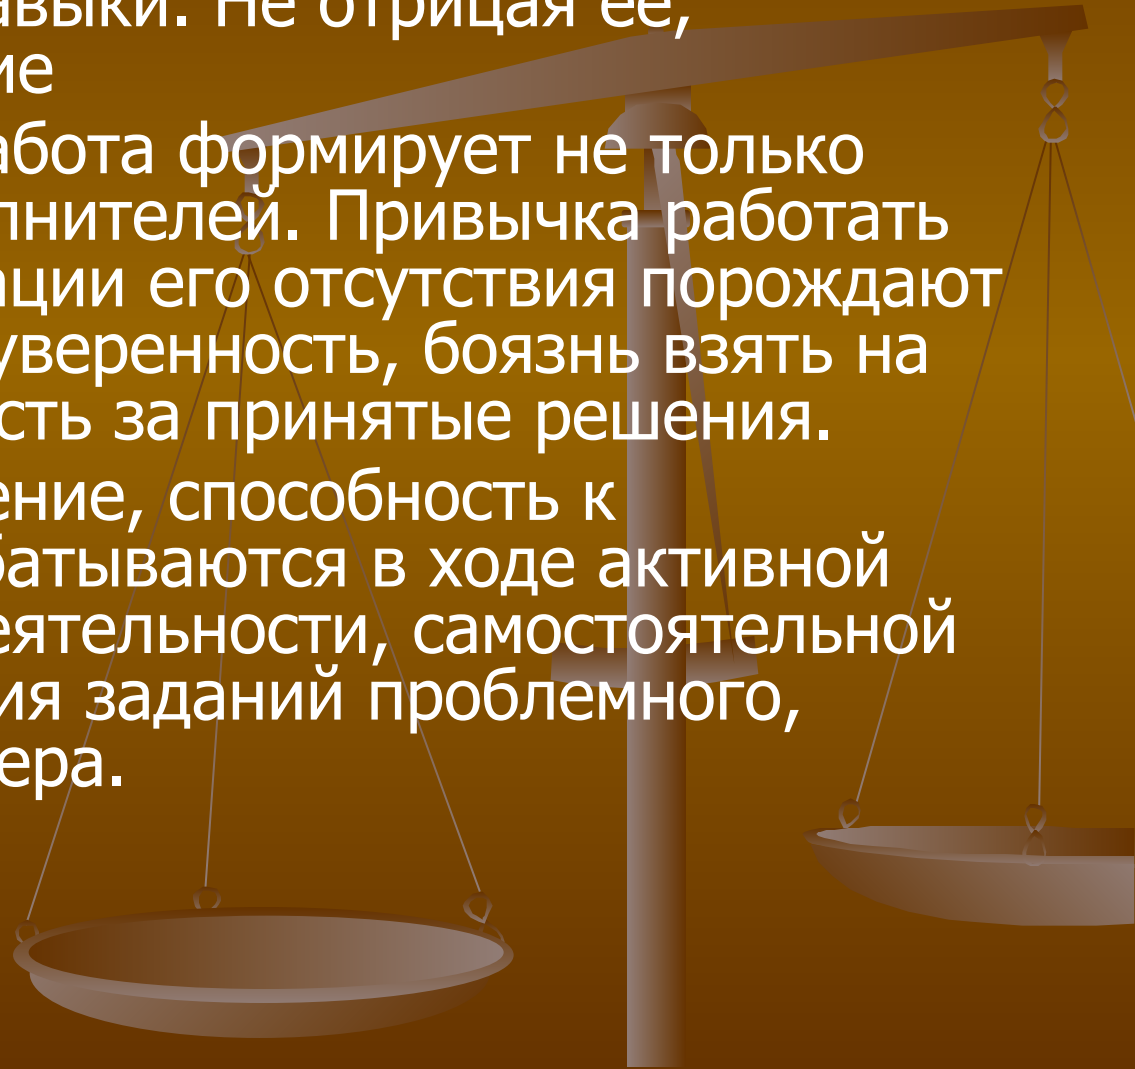 авыки. Не отрицая ее,
ие
абота формирует не только
лнителей. Привычка работать
ации его отсутствия порождают
уверенность, боязнь взять на
сть за принятые решения.
ение, способность к
батываются в ходе активной
еятельности, самостоятельной
ия заданий проблемного,
ера.